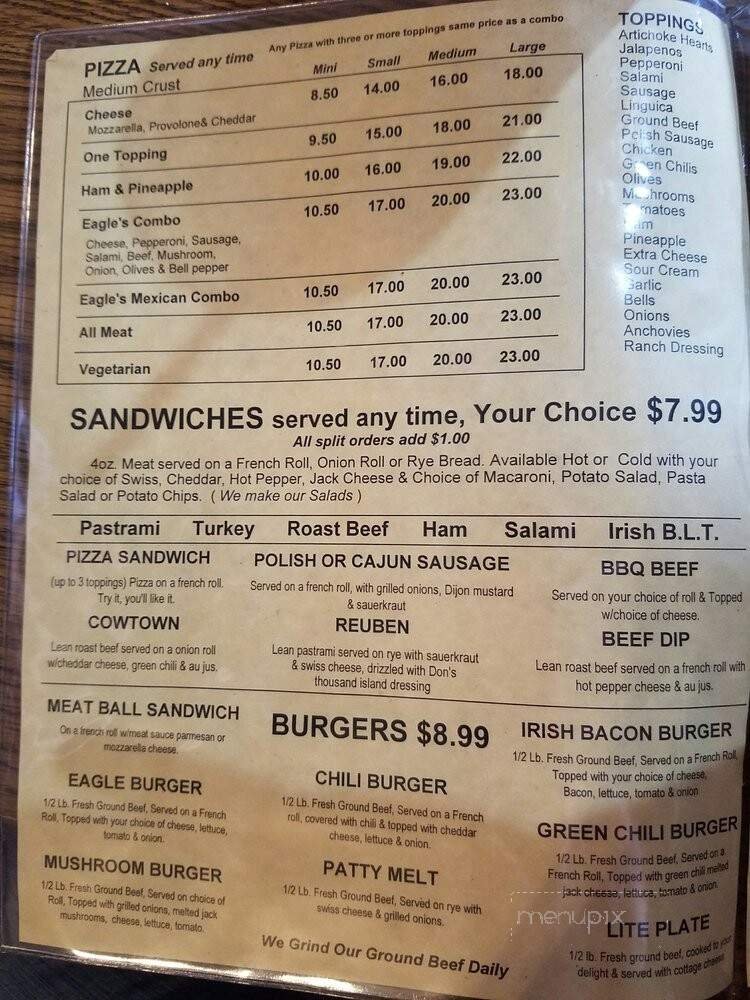 PIZZA Served any time Any Pizza with three or more toppings same price as a combo
Medium Crust Mini Small Medium Large
Cheese 8.50 14.00 16.00 18.00
Mozzarella, Provolone& Cheddar
One Topping 9.50 15.00 18.00 21.00
Ham & Pineapple 10.00 16.00 19.00 22.00
Eagle's Combo 10.50 17.00 20.00 23.00
Cheese, Pepperoni, Sausage,
Salami, Beef, Mushroom,
Onion, Olives & Bell pepper
Eagle's Mexican Combo 10.50 17.00 20.00 23.00
All Meat 10.50 17.00 20.00 23.00
Vegetarian 10.50 17.00 20.00 23.00
TOPPINGS
Artichoke Hearts
Jalapenos
Pepperoni
Salami
Sausage
Linguica
Ground Beef
Polish Sausage
Chicken
Green Chilis
Olives
Mushrooms
Tomatoes
Pineapple
Extra Cheese
Sour Cream
Garlic
Bells
Onions
Anchovies
Ranch Dressing
SANDWICHES served any time, Your Choice $7.99
All split orders add $1.00
4oz. Meat served on a French Roll, Onion Roll or Rye Bread. Available Hot or Cold with your
choice of Swiss, Cheddar, Hot Pepper, Jack Cheese & Choice of Macaroni, Potato Salad, Pasta
Salad or Potato Chips. ( We make our Salads )
Pastrami Turkey Roast Beef Ham Salami Irish B.L.T.
PIZZA SANDWICH
(up to 3 toppings) Pizza on a french roll.
Try it, you'll like it.
COWTOWN
Lean roast beef served on a onion roll
w/cheddar cheese, green chili & au jus.
POLISH OR CAJUN SAUSAGE
Served on a french roll, with grilled onions, Dijon mustard
& sauerkraut
REUBEN
Lean pastrami served on rye with sauerkraut
& swiss cheese, drizzled with Don's
thousand island dressing
BBQ BEEF
Served on your choice of roll & Topped
w/choice of cheese.
BEEF DIP
Lean roast beef served on a french roll with
hot pepper cheese & au jus.
MEAT BALL SANDWICH
On a french roll w/meat sauce parmesan or
mozzarella cheese.
EAGLE BURGER
1/2 Lb. Fresh Ground Beef, Served on a French
Roll, Topped with your choice of cheese, lettuce,
tomato & onion.
MUSHROOM BURGER
1/2 Lb. Fresh Ground Beef, Served on choice of
Roll, Topped with grilled onions, melted jack
mushrooms, cheese, lettuce, tomato.
BURGERS $8.99
CHILI BURGER
1/2 Lb. Fresh Ground Beef, Served on a French
roll, covered with chili & topped with cheddar
cheese, lettuce & onion.
PATTY MELT
1/2 Lb. Fresh Ground Beef, Served on rye with
swiss cheese & grilled onions.
We Grind Our Ground Beef Daily
IRISH BACON BURGER
1/2 Lb. Fresh Ground Beef, Served on a French Roll,
Topped with your choice of cheese,
Bacon, lettuce, tomato & onion
GREEN CHILI BURGER
1/2 Lb. Fresh Ground Beef, Served on a
French Roll, Topped with green chili melted
jack cheese, lettuce, tomato & onion.
menupix
LITE PLATE
1/2 lb. Fresh ground beef, cooked to your
delight & served with cottage cheese